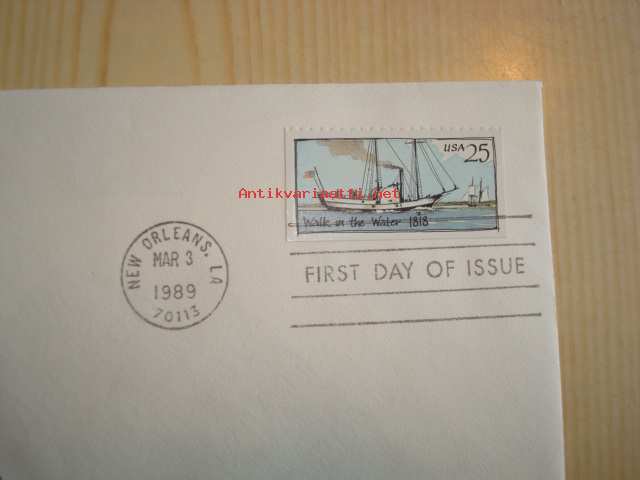 USA 25
Antikvariaatti.net
Walk in the Water 1818
FIRST DAY OF ISSUE
NEW ORLEANS, LA
MAR 3
1989
70113